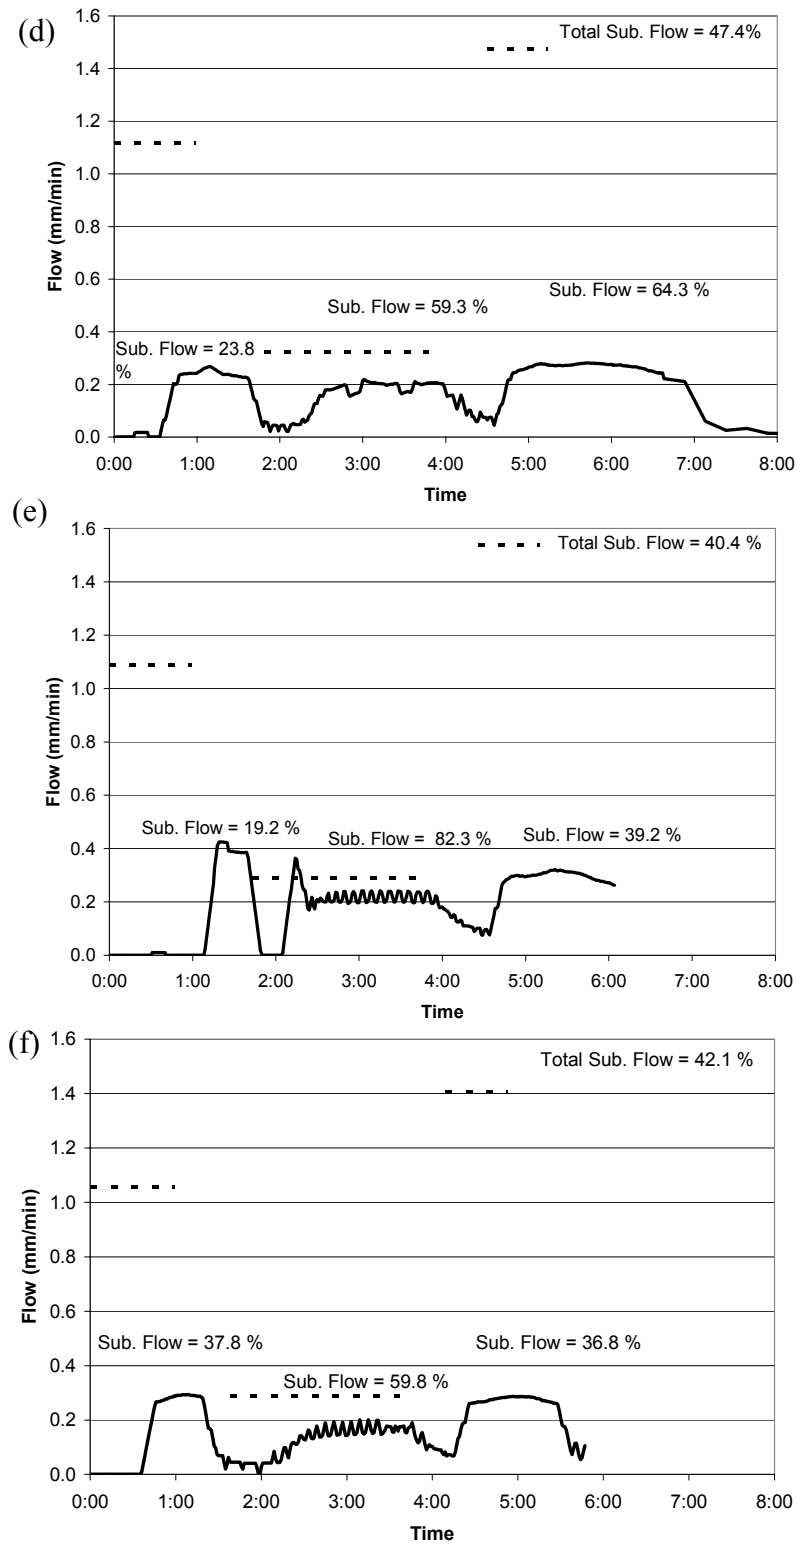 (d)
1.6
Total Sub. Flow = 47.4%
1.4
1.2
1.0
Flow (mm/min)
0.8
0.6
Sub. Flow = 64.3 %
Sub. Flow = 59.3 %
0.4
Sub. Flow = 23.8
%
0.2
0.0
0:00 1:00 2:00 3:00 4:00 5:00 6:00 7:00 8:00
Time
(e)
1.6
Total Sub. Flow = 40.4 %
1.4
1.2
1.0
Flow (mm/min)
0.8
0.6
Sub. Flow = 19.2 %
Sub. Flow = 82.3 %
Sub. Flow = 39.2 %
0.4
0.2
0.0
0:00 1:00 2:00 3:00 4:00 5:00 6:00 7:00 8:00
Time
(f)
1.6
Total Sub. Flow = 42.1 %
1.4
1.2
1.0
Flow (mm/min)
0.8
0.6
Sub. Flow = 37.8 %
Sub. Flow = 36.8 %
0.4
Sub. Flow = 59.8 %
0.2
0.0
0:00 1:00 2:00 3:00 4:00 5:00 6:00 7:00 8:00
Time